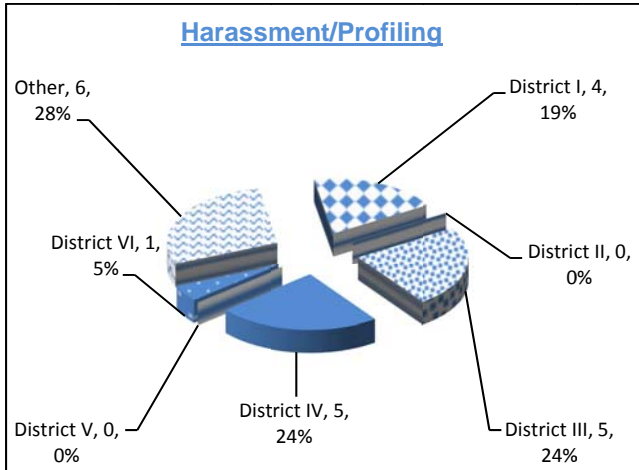 Harassment/Profiling
Other, 6,
28%
District I, 4,
19%
District VI, 1,
5%
District II, 0,
0%
District V, 0,
0%
District IV, 5,
24%
District III, 5,
24%